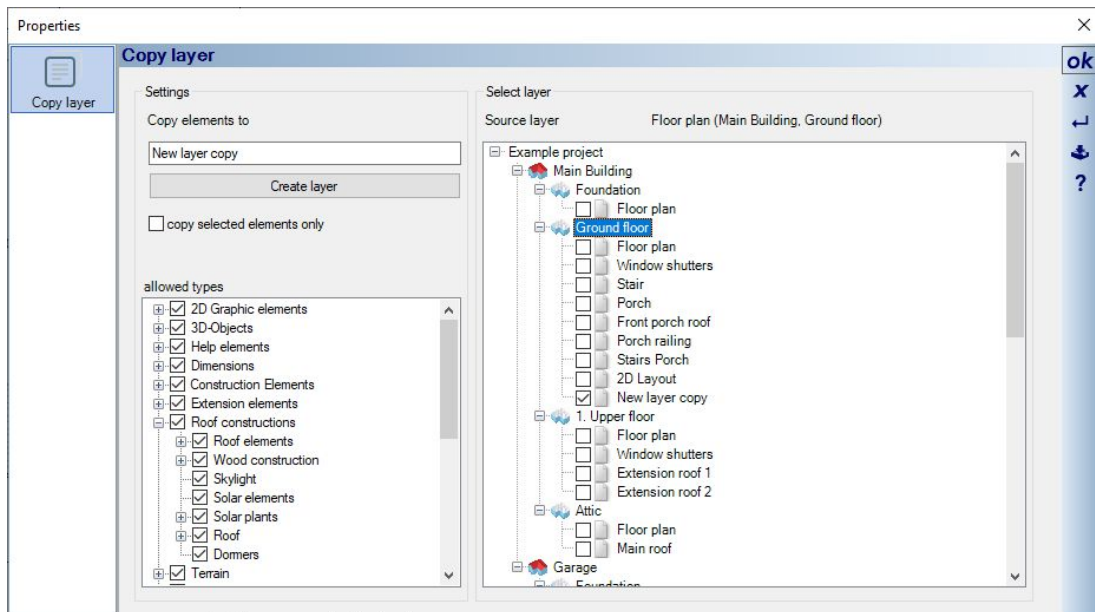 Properties
Copy layer
Copy layer
ok
x
?
Settings
Copy elements to
New layer copy
Create layer
copy selected elements only
allowed types
2D Graphic elements
3D-Objects
Help elements
Dimensions
Construction Elements
Extension elements
Roof constructions
Roof elements
Wood construction
Skylight
Solar elements
Solar plants
Roof
Dormers
Terrain
Select layer
Source layer Floor plan (Main Building, Ground floor)
Example project
Main Building
Foundation
Floor plan
Ground floor
Floor plan
Window shutters
Stair
Porch
Front porch roof
Porch railing
Stairs Porch
2D Layout
New layer copy
1. Upper floor
Floor plan
Window shutters
Extension roof 1
Extension roof 2
Attic
Floor plan
Main roof
Garage
Foundation